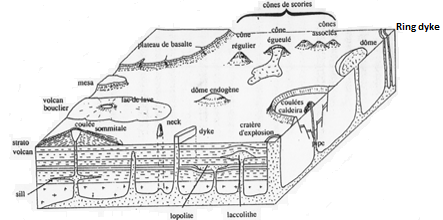 cônes de scories
Ring dyke
cône
régulier
cône
égueulé
cônes
associés
plateau de basalte
dôme
mesa
volcan
bouclier
lac de lave
dôme endogène
coulées
caldeira
coulée
sommitale
neck
dyke
cratère
d'explosion
pipe
strato
volcan
sill
lopolite
laccolithe